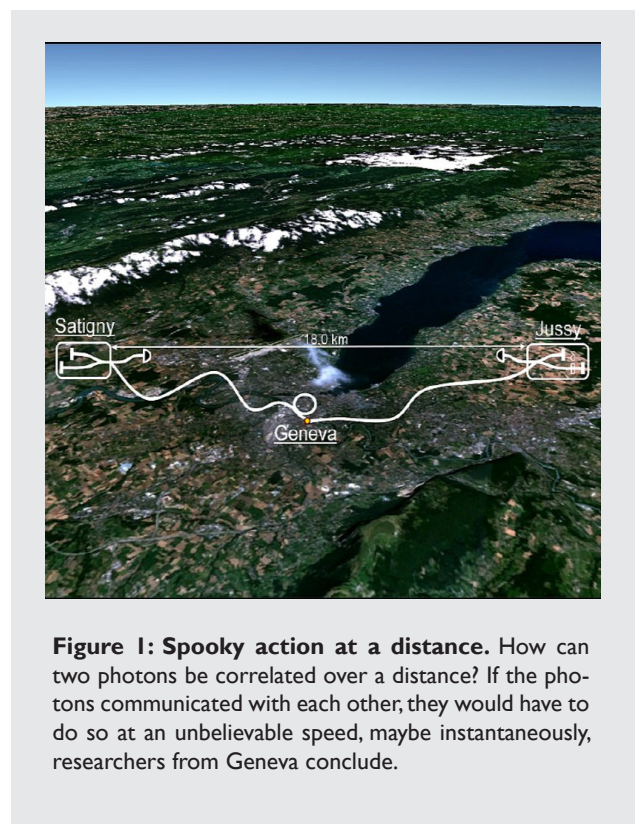 Satigny
18.0 km
Jussy
Geneva
Figure 1: Spooky action at a distance. How can
two photons be correlated over a distance? If the pho-
tons communicated with each other, they would have to
do so at an unbelievable speed, maybe instantaneously,
researchers from Geneva conclude.